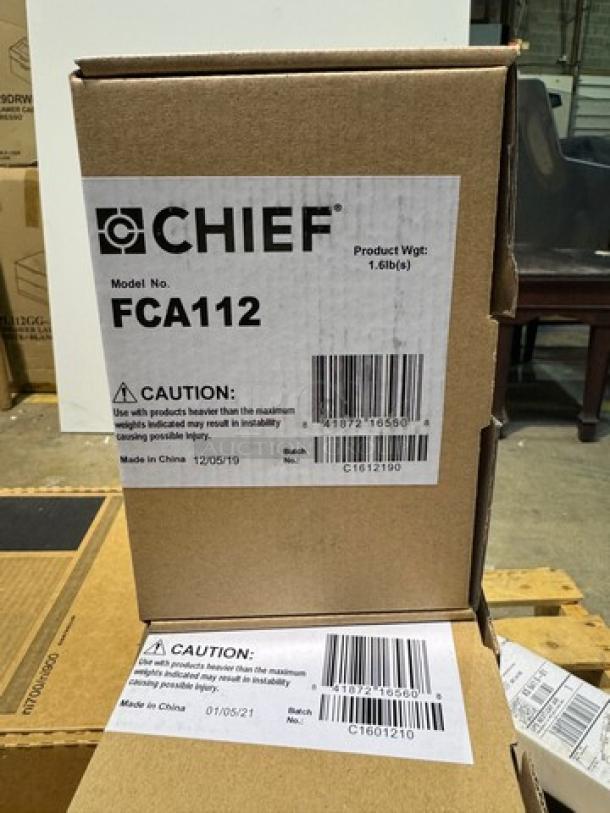 CHIEF®
Product Wgt:
1.6lb(s)
Model No.
FCA112
CAUTION:
Use with products heavier than the maximum
weights indicated may result in instability
causing possible injury.
8 41872 16560 8
Made in China 12/05/19
Batch
No.:
C1612190
CAUTION:
Use with products heavier than the maximum
weights indicated may result in instability
causing possible injury.
8 41872 16560 8
Made in China 01/05/21
Batch
No.:
C1601210
nl700/nl900